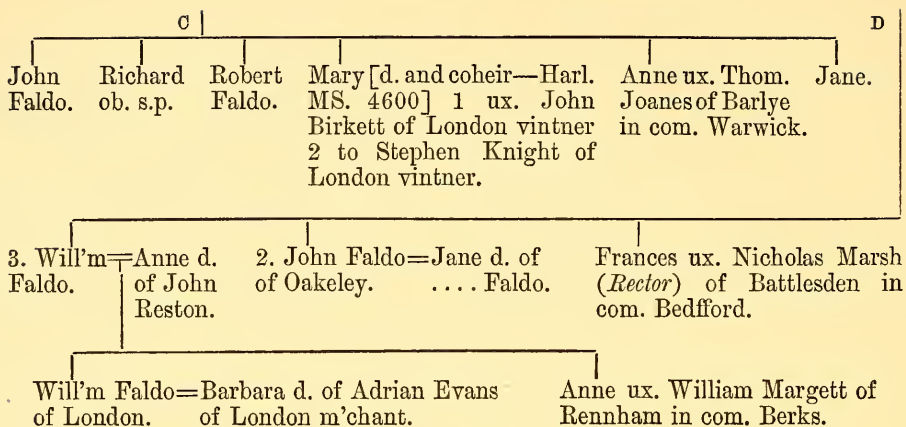 C D
John Faldo.
Richard ob. s.p.
Robert Faldo.
Mary [d. and coheir—Harl.
MS. 4600] 1 ux. John
Birkett of London vintner
2 to Stephen Knight of
London vintner.
Anne ux. Thom.
Joanes of Barlye
in com. Warwick.
Jane.
3. Will'm
Faldo.
=Anne d.
of John
Reston.
2. John Faldo=Jane d. of
of Oakeley. .... Faldo.
Frances ux. Nicholas Marsh
(Rector) of Battlesden in
com. Bedfford.
Will'm Faldo=Barbara d. of Adrian Evans
of London. of London m'chant.
Anne ux. William Margett of
Rennham in com. Berks.